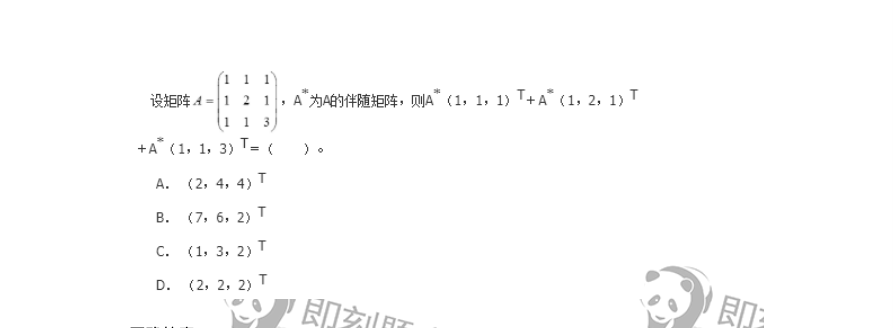 设矩阵A=(1 1 1
1 2 1
1 1 3),A*为A的伴随矩阵,则A*(1,1,1)T+A*(1,2,1)T
+A*(1,1,3)T=( )。
A. (2,4,4)T
B. (7,6,2)T
C. (1,3,2)T
D. (2,2,2)T
即刻题
即